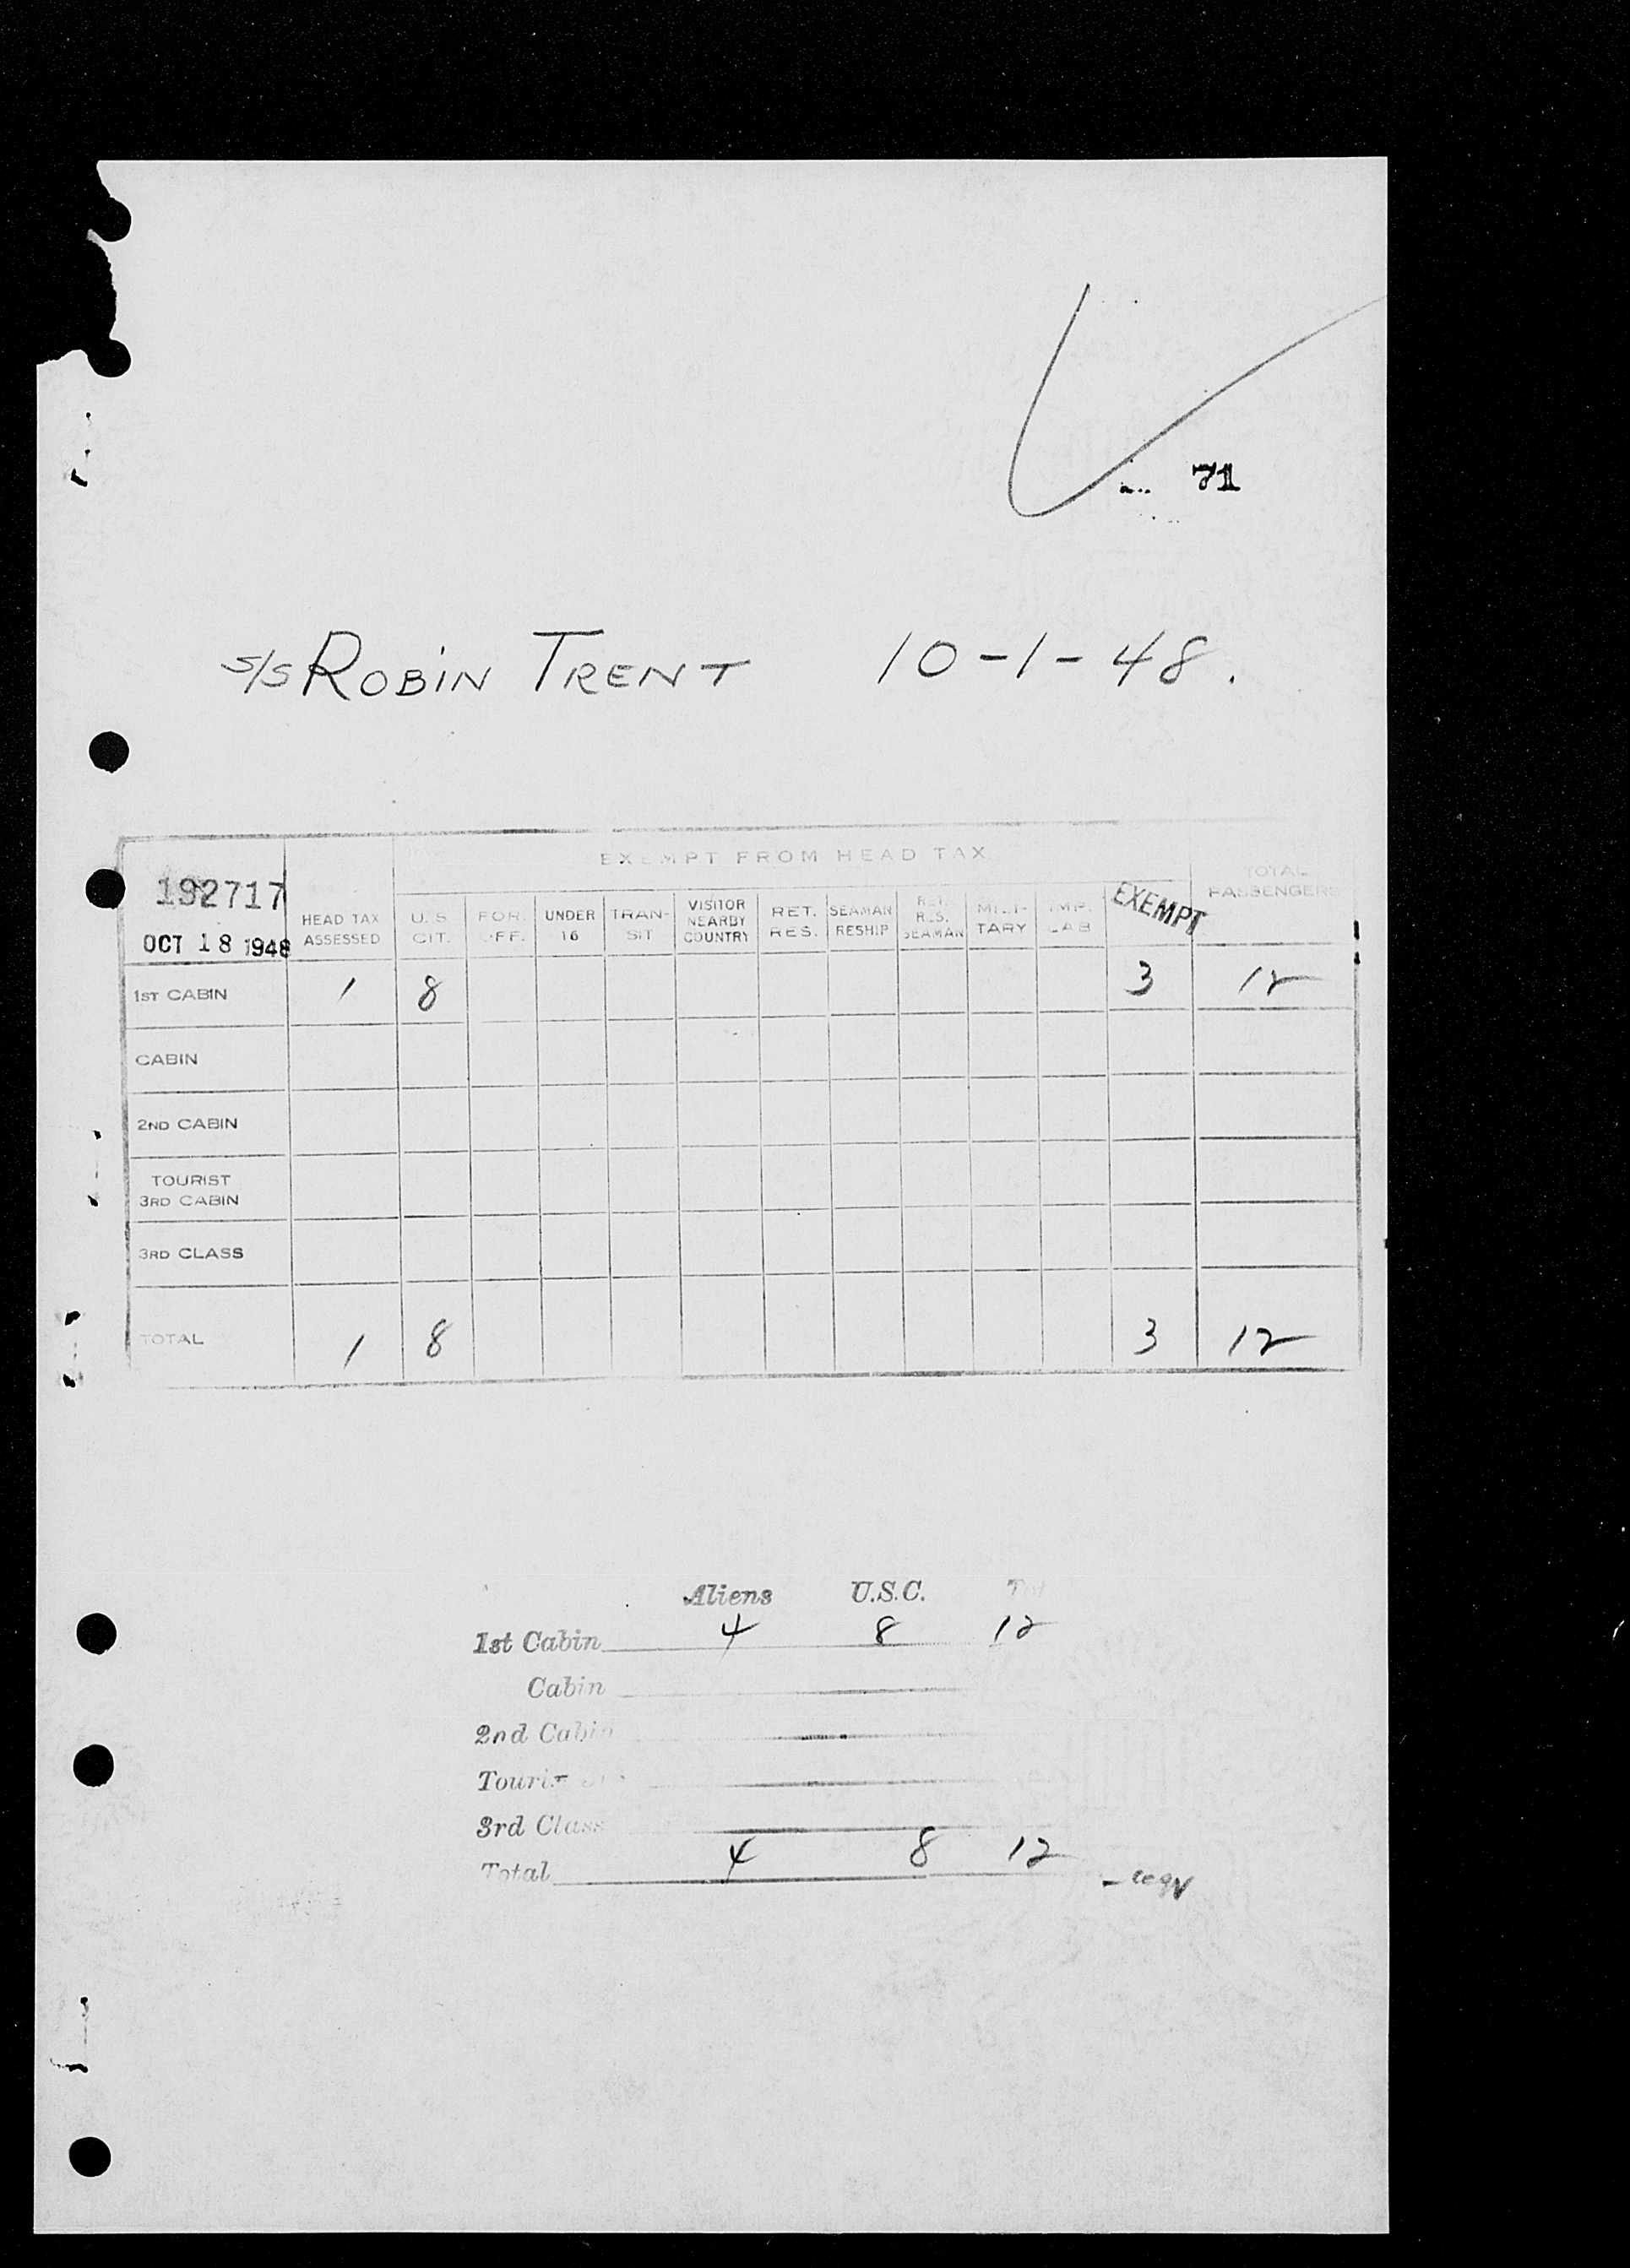 71
S/S ROBIN TRENT 10-1-48.
EXEMPT FROM HEAD TAX
192717
OCT 18 1948
HEAD TAX ASSESSED
U.S. CIT.
FOR. OFF.
UNDER 16
TRAN-SIT
VISITOR NEARBY COUNTRY
RET. RES.
SEAMAN RESHIP
RET. RES. SEAMAN
MILI-TARY
IMP. LAB
EXEMPT
TOTAL PASSENGERS
1ST CABIN 1 8 3 12
CABIN
2ND CABIN
TOURIST
3RD CABIN
3RD CLASS
TOTAL 1 8 3 12
Aliens U.S.C.
1st Cabin 4 8 12
Cabin
2nd Cabin
3rd Class
Total 4 8 12